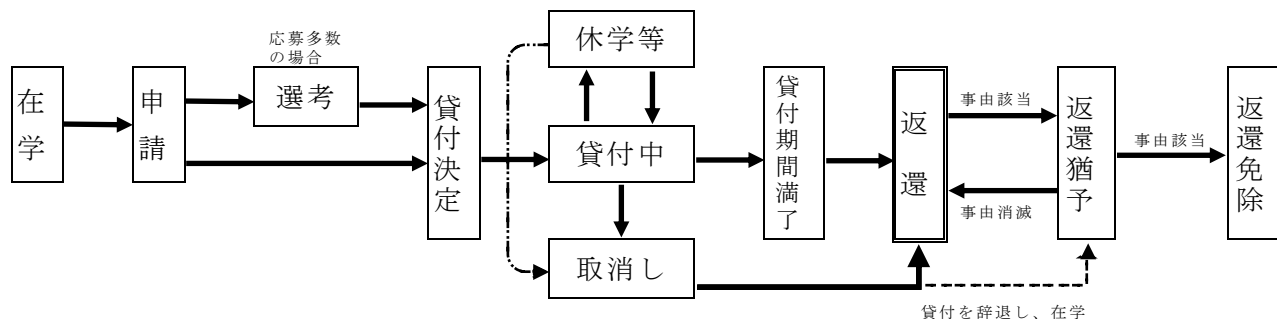 在学
申請
応募多数
の場合
選考
貸付決定
休学等
貸付中
取消し
貸付期間満了
返還
事由該当
事由消滅
返還猶予
事由該当
返還免除
貸付を辞退し、在学